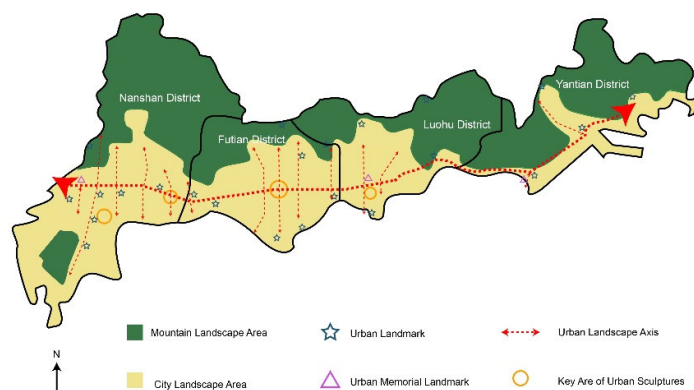 Yantian District
Nanshan District
Luohu District
Futian District
Mountain Landscape Area
Urban Landmark
Urban Landscape Axis
N
City Landscape Area
Urban Memorial Landmark
Key Are of Urban Sculptures